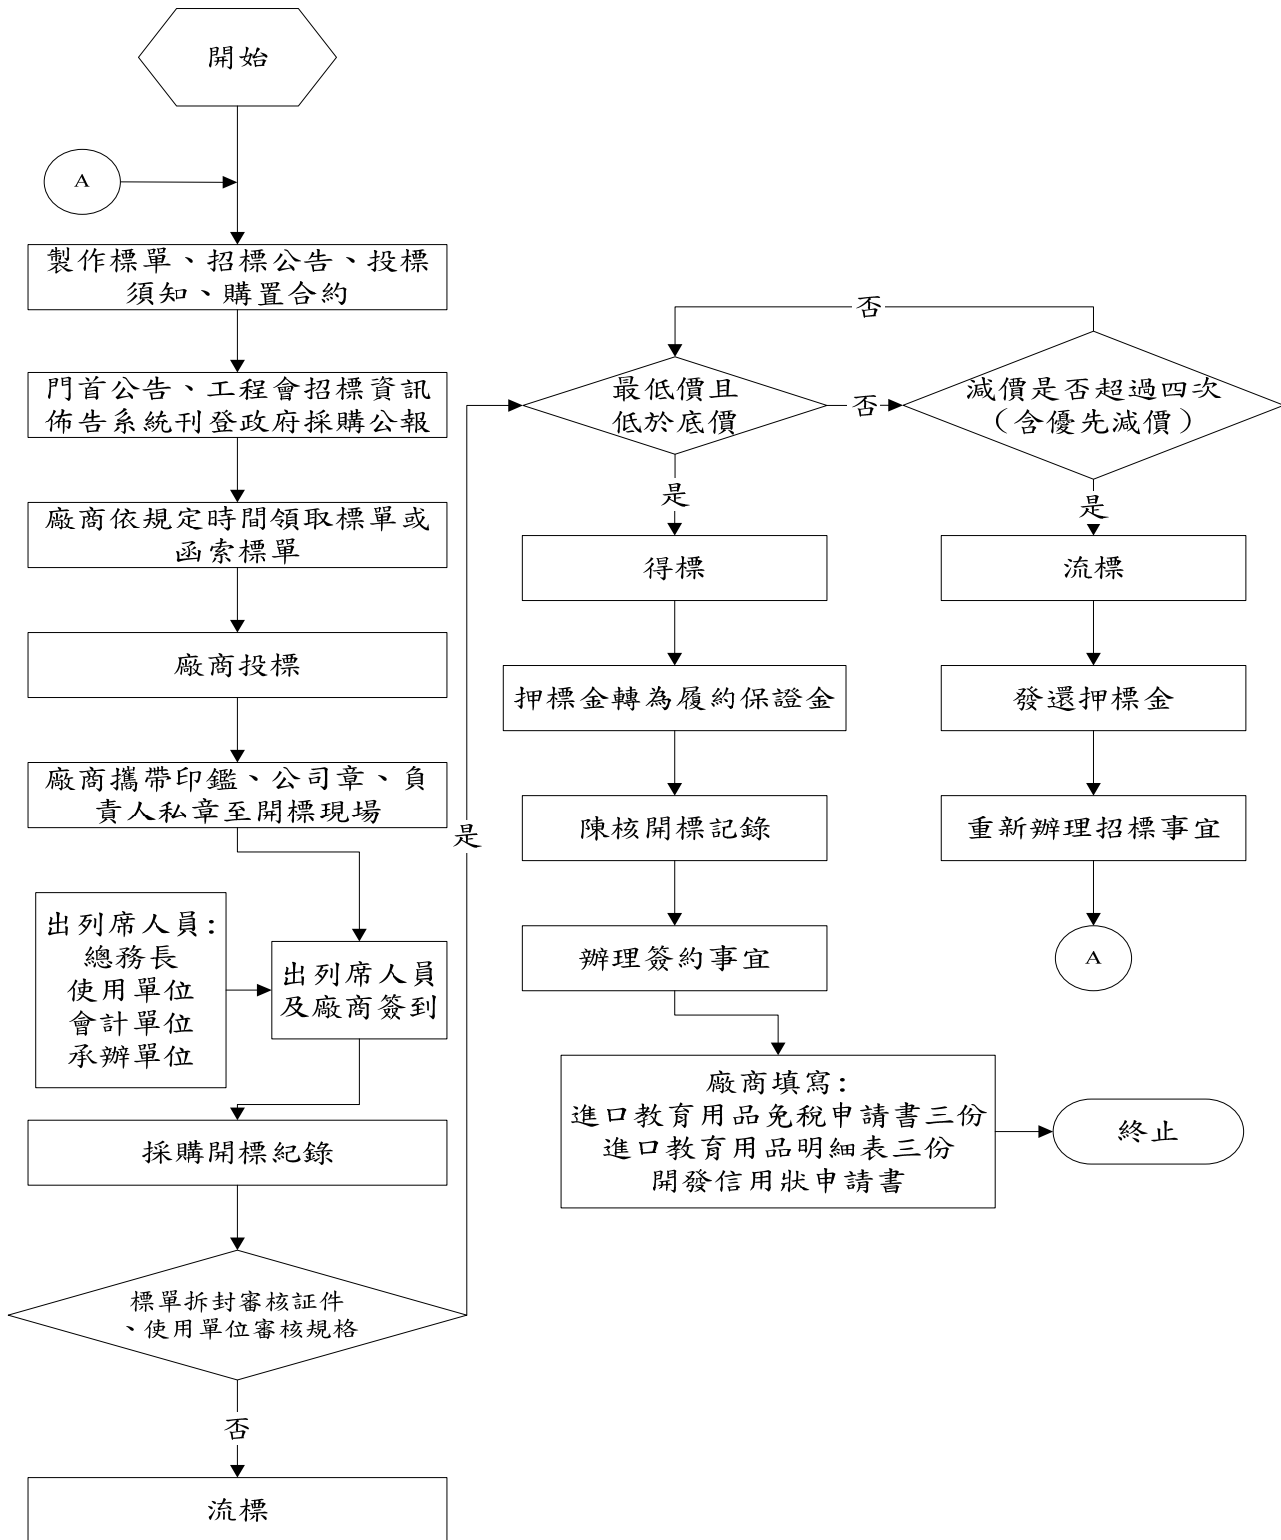 開始
A
製作標單、招標公告、投標
須知、購置合約
門首公告、工程會招標資訊
佈告系統刊登政府採購公報
廠商依規定時間領取標單或
函索標單
廠商投標
廠商攜帶印鑑、公司章、負
責人私章至開標現場
出列席人員:
總務長
使用單位
會計單位
承辦單位
出列席人員
及廠商簽到
採購開標紀錄
標單拆封審核証件
、使用單位審核規格
否
流標
是
最低價且
低於底價
否
否
減價是否超過四次
（含優先減價）
是
得標
押標金轉為履約保證金
陳核開標記錄
辦理簽約事宜
廠商填寫:
進口教育用品免稅申請書三份
進口教育用品明細表三份
開發信用狀申請書
終止
是
流標
發還押標金
重新辦理招標事宜
A